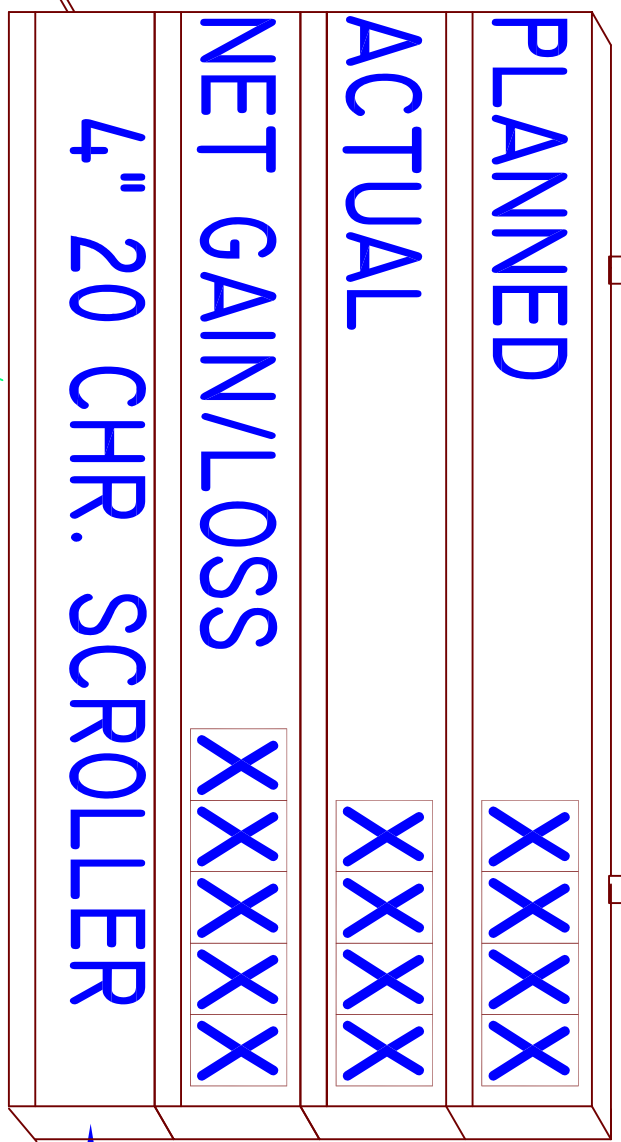 PLANNED XXXX
ACTUAL XXXX
NET GAIN/LOSS XXXXX
4" 20 CHR. SCROLLER